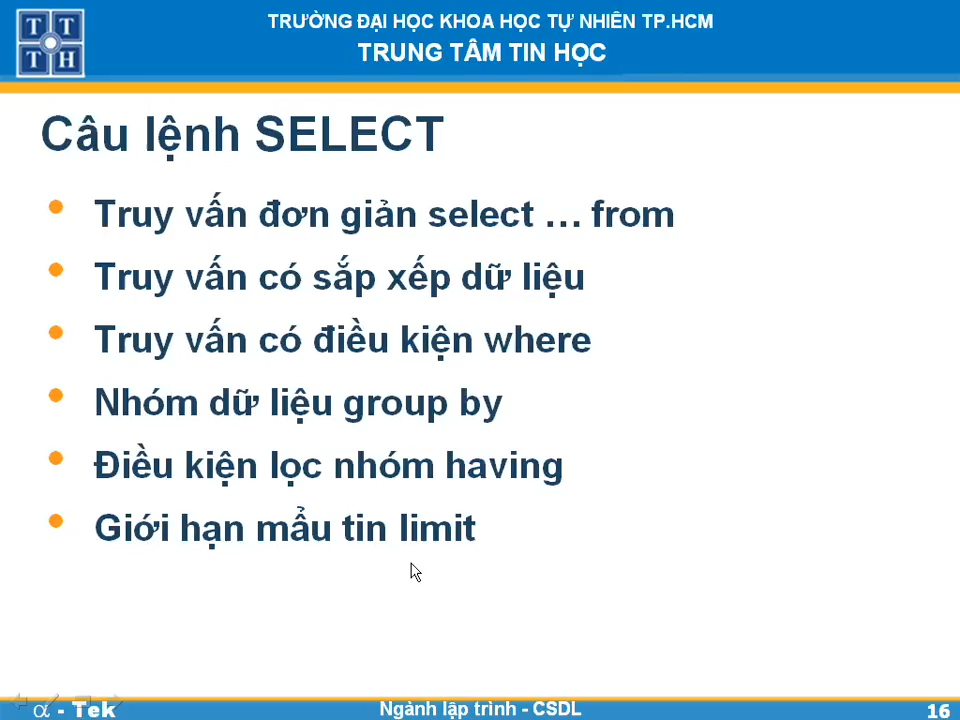 TRƯỜNG ĐẠI HỌC KHOA HỌC TỰ NHIÊN TP.HCM
TRUNG TÂM TIN HỌC
T T
T H
Câu lệnh SELECT
• Truy vấn đơn giản select … from
• Truy vấn có sắp xếp dữ liệu
• Truy vấn có điều kiện where
• Nhóm dữ liệu group by
• Điều kiện lọc nhóm having
• Giới hạn mẩu tin limit
α - Tek
Ngành lập trình - CSDL
16